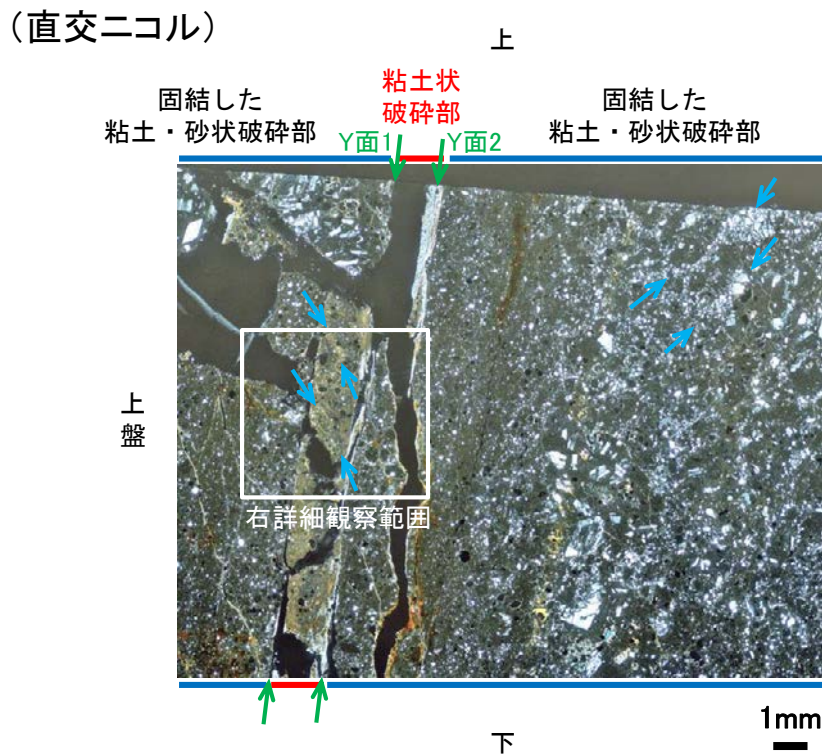 （直交ニコル）
上
固結した
粘土・砂状破砕部
粘土状
破砕部
固結した
粘土・砂状破砕部
Y面1
Y面2
上
盤
右詳細観察範囲
下
1mm